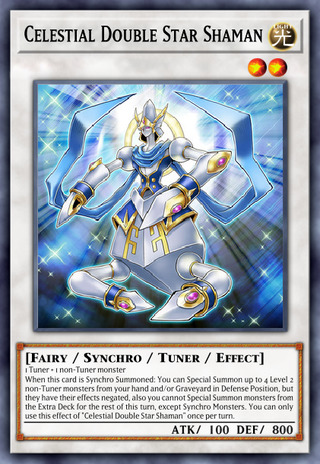 Celestial Double Star Shaman
LIGHT
光
[Fairy / Synchro / Tuner / Effect]
1 Tuner + 1 non-Tuner monster
When this card is Synchro Summoned: You can Special Summon up to 4 Level 2
non-Tuner monsters from your hand and/or Graveyard in Defense Position, but
they have their effects negated, also you cannot Special Summon monsters from
the Extra Deck for the rest of this turn, except Synchro Monsters. You can only
use this effect of "Celestial Double Star Shaman" once per turn.
ATK/ 100 DEF/ 800